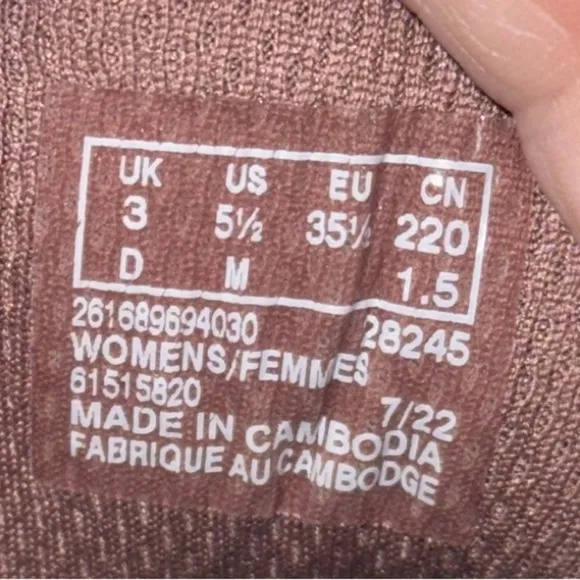 UK US EU CN
3 5½ 35½ 220
D M 1.5
261689694030 28245
WOMENS/FEMMES
61515820 7/22
MADE IN CAMBODIA
FABRIQUE AU CAMBODGE